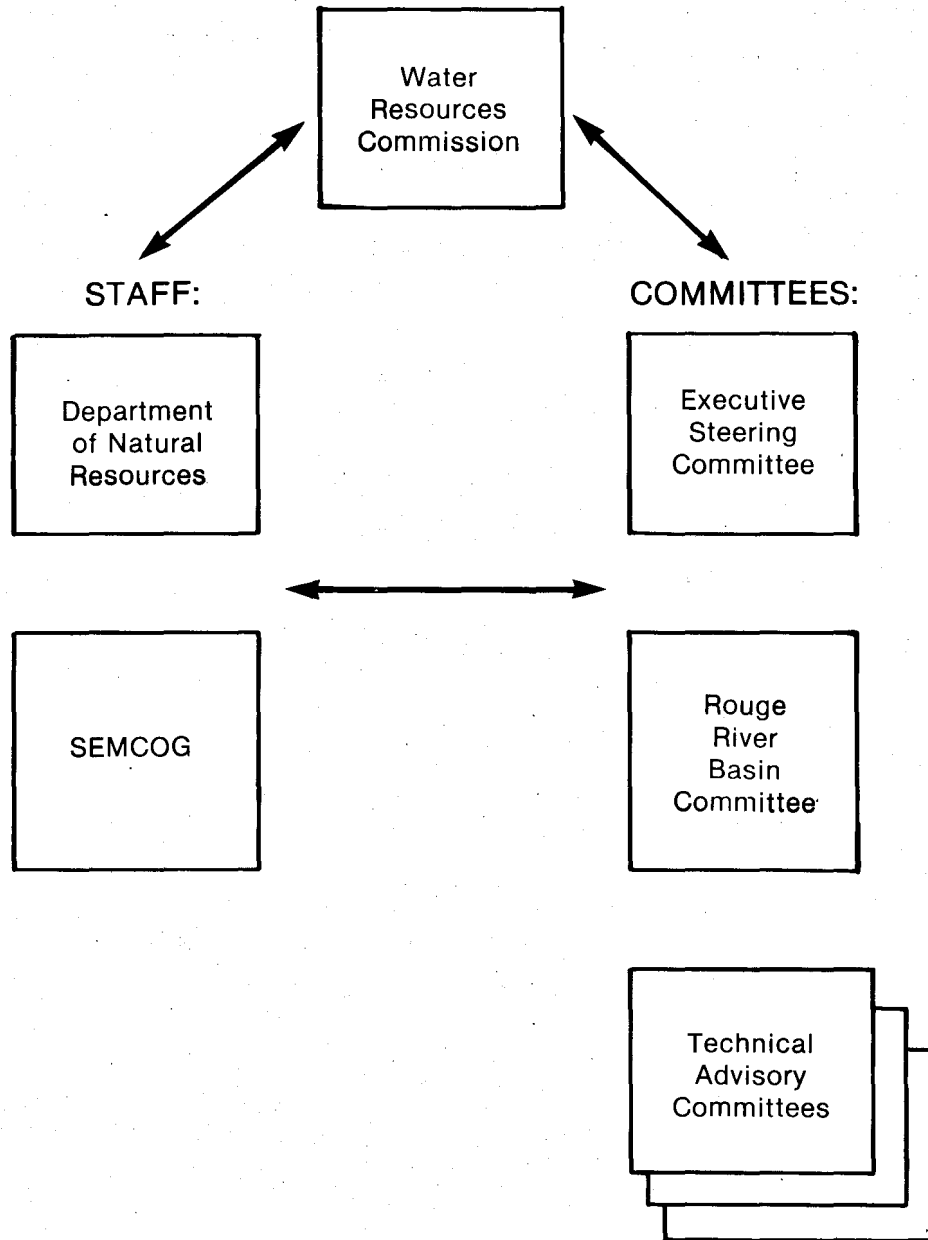 Water
Resources
Commission
STAFF:
COMMITTEES:
Department
of Natural
Resources
Executive
Steering
Committee
SEMCOG
Rouge
River
Basin
Committee
Technical
Advisory
Committees